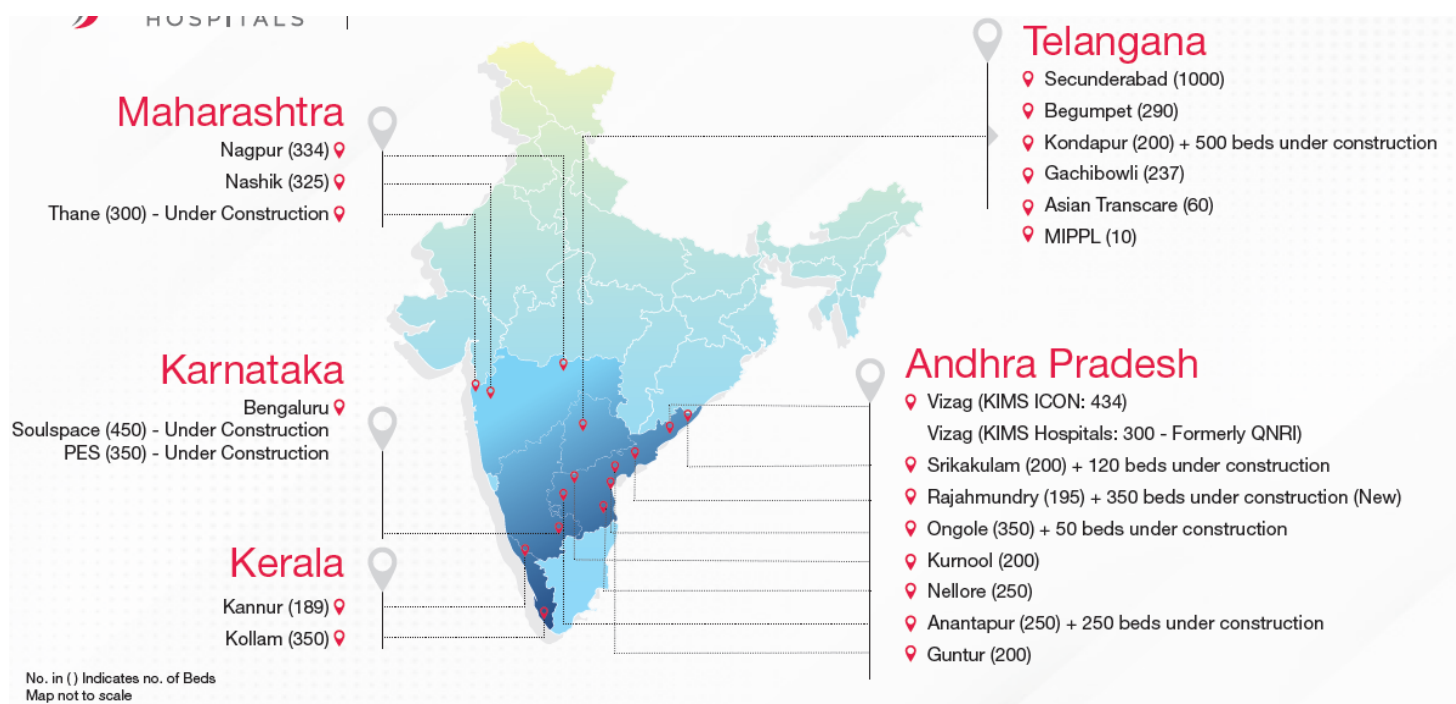 HOSPITALS
Maharashtra
Nagpur (334)
Nashik (325)
Thane (300) - Under Construction
Karnataka
Bengaluru
Soulspace (450) - Under Construction
PES (350) - Under Construction
Kerala
Kannur (189)
Kollam (350)
No. in ( ) Indicates no. of Beds
Map not to scale
Telangana
Secunderabad (1000)
Begumpet (290)
Kondapur (200) + 500 beds under construction
Gachibowli (237)
Asian Transcare (60)
MIPPL (10)
Andhra Pradesh
Vizag (KIMS ICON: 434)
Vizag (KIMS Hospitals: 300 - Formerly QNRI)
Srikakulam (200) + 120 beds under construction
Rajahmundry (195) + 350 beds under construction (New)
Ongole (350) + 50 beds under construction
Kurnool (200)
Nellore (250)
Anantapur (250) + 250 beds under construction
Guntur (200)